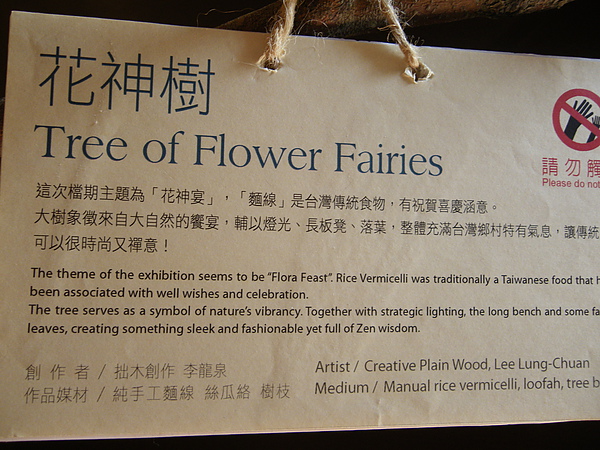 花神樹
Tree of Flower Fairies
請勿觸
Please do not
這次檔期主題為「花神宴」，「麵線」是台灣傳統食物，有祝賀喜慶涵意。
大樹象徵來自大自然的饗宴，輔以燈光、長板凳、落葉，整體充滿台灣鄉村特有氣息，讓傳統
可以很時尚又禪意！
The theme of the exhibition seems to be “Flora Feast”. Rice Vermicelli was traditionally a Taiwanese food that h
been associated with well wishes and celebration.
The tree serves as a symbol of nature’s vibrancy. Together with strategic lighting, the long bench and some fa
leaves, creating something sleek and fashionable yet full of Zen wisdom.
創 作 者 / 拙木創作 李龍泉
作品媒材 / 純手工麵線 絲瓜絡 樹枝
Artist / Creative Plain Wood, Lee Lung-Chuan
Medium / Manual rice vermicelli, loofah, tree b